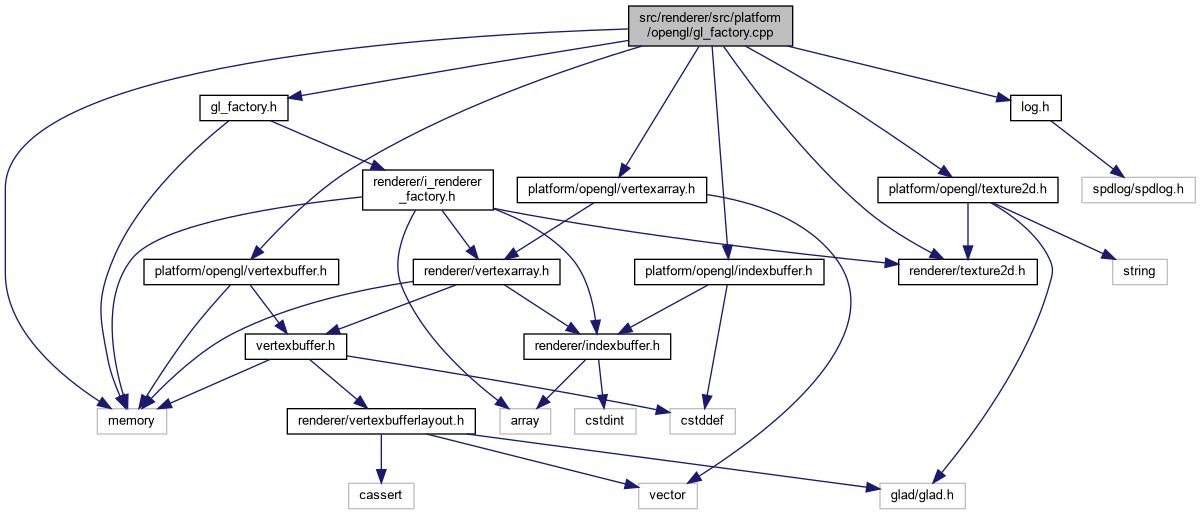 src/renderer/src/platform
/opengl/gl_factory.cpp
gl_factory.h
log.h
renderer/i_renderer
_factory.h
platform/opengl/vertexarray.h
platform/opengl/texture2d.h
spdlog/spdlog.h
platform/opengl/vertexbuffer.h
renderer/vertexarray.h
platform/opengl/indexbuffer.h
renderer/texture2d.h
string
vertexbuffer.h
renderer/indexbuffer.h
memory
renderer/vertexbufferlayout.h
array
cstdint
cstddef
cassert
vector
glad/glad.h